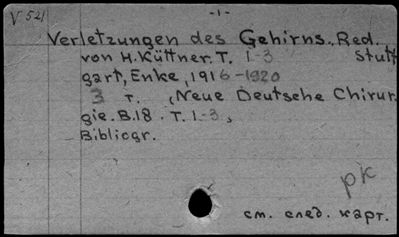 V 521
-1-
Verletzungen des Gehirns., Red.
von H. Küttner. T. 1-3 Stutt
gart, Enke, 1916-1920
3 т. (Neue Deutsche Chirur
gie. B. 18. T. 1-3,
Bibliogr.
рк
см. след. карт.